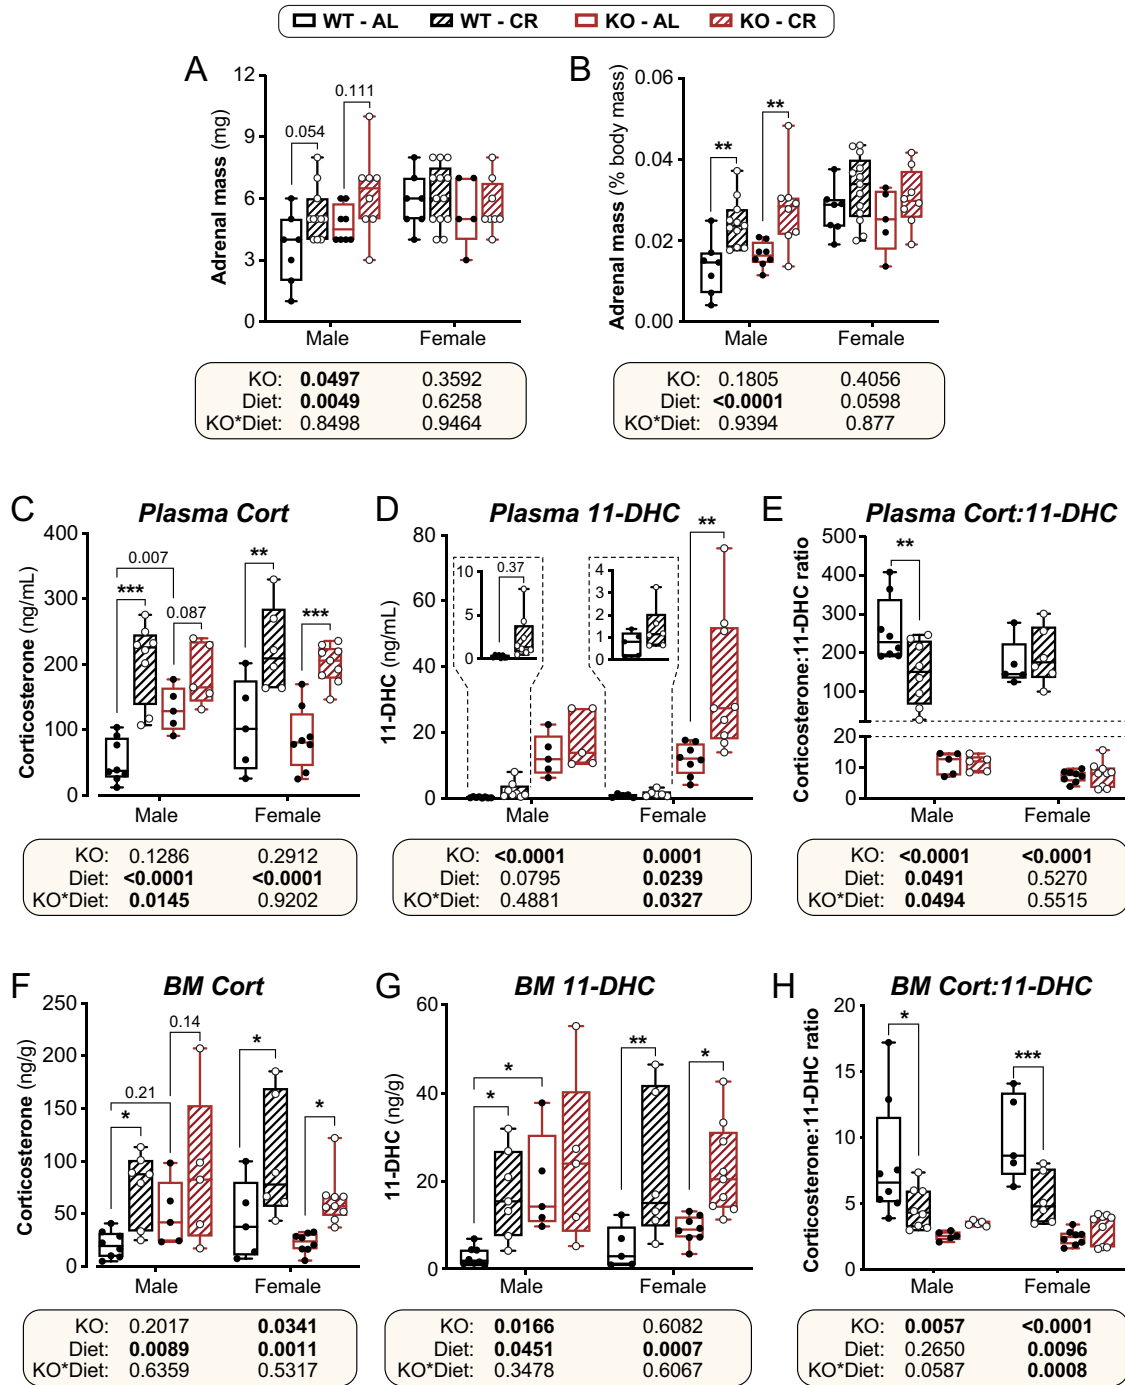 WT - AL WT - CR KO - AL KO - CR
A
B
Adrenal mass (mg)
12
9
6
3
0
0.054
0.111
Male Female
Adrenal mass (% body mass)
0.06
0.04
0.02
0.00
**
**
Male Female
KO: 0.0497 0.3592
Diet: 0.0049 0.6258
KO*Diet: 0.8498 0.9464
KO: 0.1805 0.4056
Diet: <0.0001 0.0598
KO*Diet: 0.9394 0.877
C Plasma Cort
Corticosterone (ng/mL)
400
300
200
100
0
0.007
***
0.087
**
***
Male Female
D Plasma 11-DHC
11-DHC (ng/mL)
80
60
40
20
0
10
5
0
0.37
4
3
2
1
0
**
Male Female
E Plasma Cort:11-DHC
Corticosterone:11-DHC ratio
500
400
300
200
100
20
10
0
**
Male Female
KO: 0.1286 0.2912
Diet: <0.0001 <0.0001
KO*Diet: 0.0145 0.9202
KO: <0.0001 0.0001
Diet: 0.0795 0.0239
KO*Diet: 0.4881 0.0327
KO: <0.0001 <0.0001
Diet: 0.0491 0.5270
KO*Diet: 0.0494 0.5515
F BM Cort
Corticosterone (ng/g)
250
200
150
100
50
0
0.21
*
0.14
*
*
Male Female
G BM 11-DHC
11-DHC (ng/g)
60
40
20
0
*
*
**
*
Male Female
H BM Cort:11-DHC
Corticosterone:11-DHC ratio
20
15
10
5
0
*
***
Male Female
KO: 0.2017 0.0341
Diet: 0.0089 0.0011
KO*Diet: 0.6359 0.5317
KO: 0.0166 0.6082
Diet: 0.0451 0.0007
KO*Diet: 0.3478 0.6067
KO: 0.0057 <0.0001
Diet: 0.2650 0.0096
KO*Diet: 0.0587 0.0008